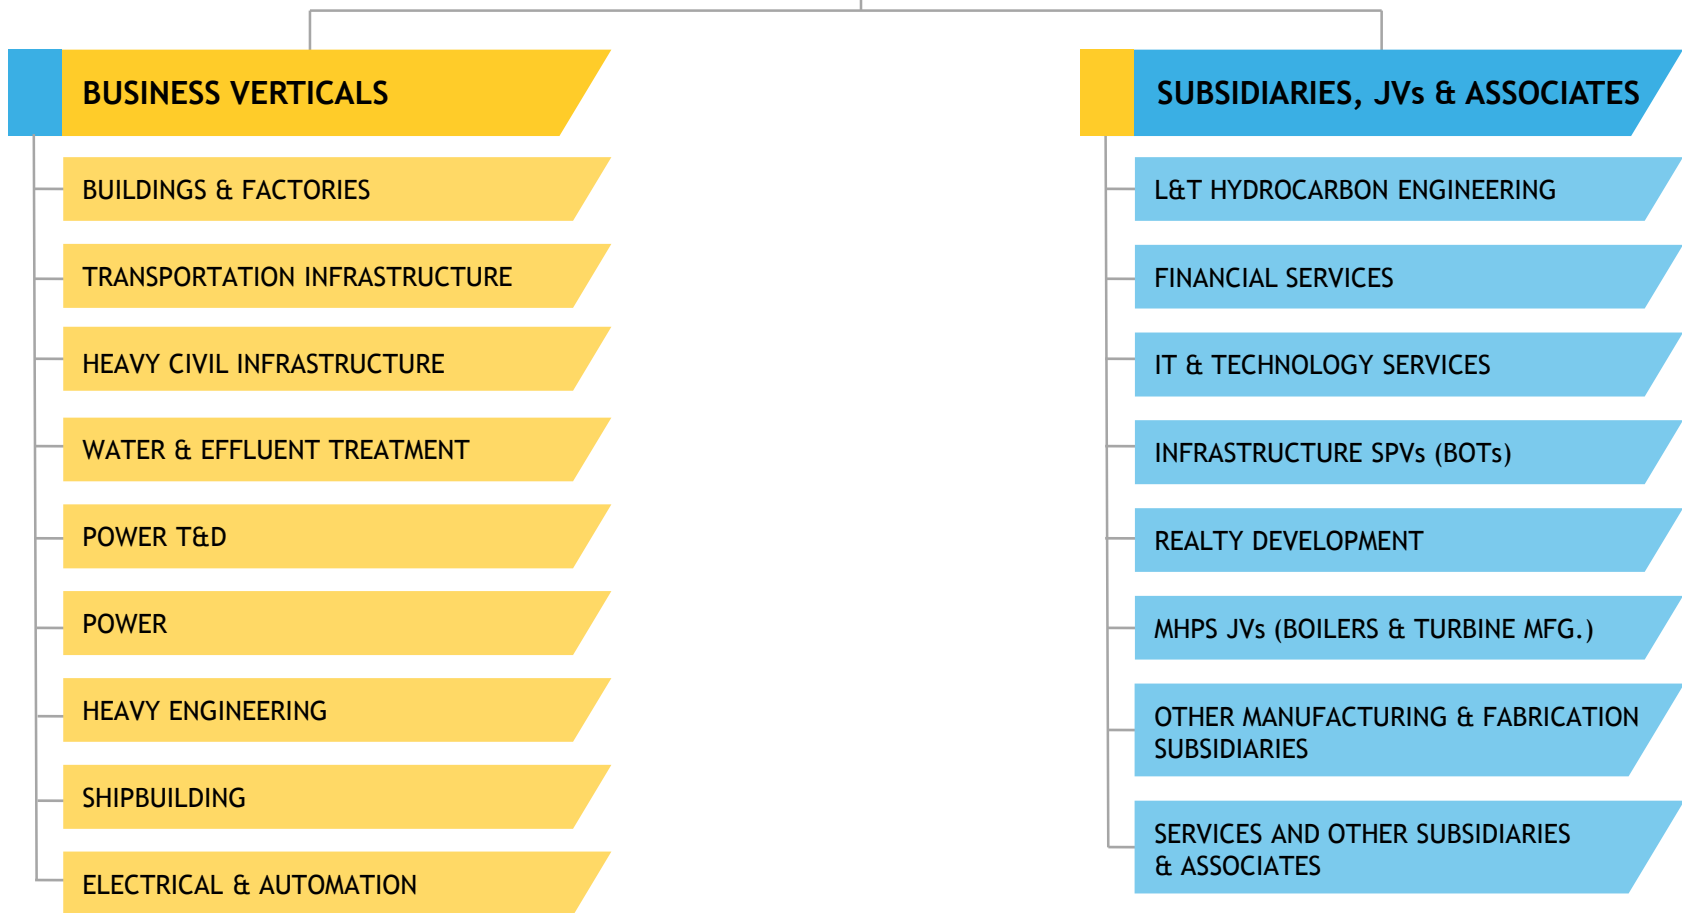 BUSINESS VERTICALS
BUILDINGS & FACTORIES
TRANSPORTATION INFRASTRUCTURE
HEAVY CIVIL INFRASTRUCTURE
WATER & EFFLUENT TREATMENT
POWER T&D
POWER
HEAVY ENGINEERING
SHIPBUILDING
ELECTRICAL & AUTOMATION
SUBSIDIARIES, JVs & ASSOCIATES
L&T HYDROCARBON ENGINEERING
FINANCIAL SERVICES
IT & TECHNOLOGY SERVICES
INFRASTRUCTURE SPVs (BOTs)
REALTY DEVELOPMENT
MHPS JVs (BOILERS & TURBINE MFG.)
OTHER MANUFACTURING & FABRICATION
SUBSIDIARIES
SERVICES AND OTHER SUBSIDIARIES
& ASSOCIATES